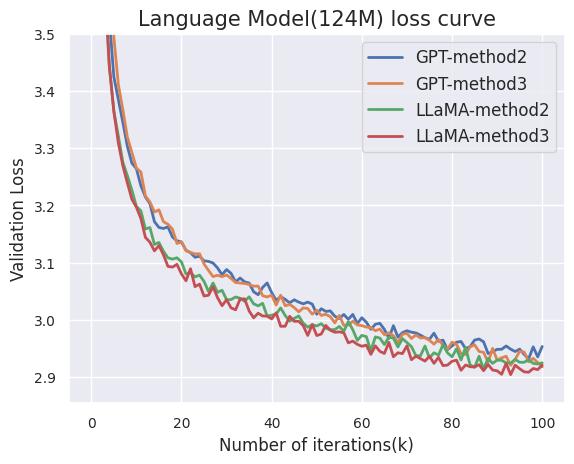 Language Model(124M) loss curve
GPT-method2
GPT-method3
LLaMA-method2
LLaMA-method3
Validation Loss
3.5
3.4
3.3
3.2
3.1
3.0
2.9
0 20 40 60 80 100
Number of iterations(k)